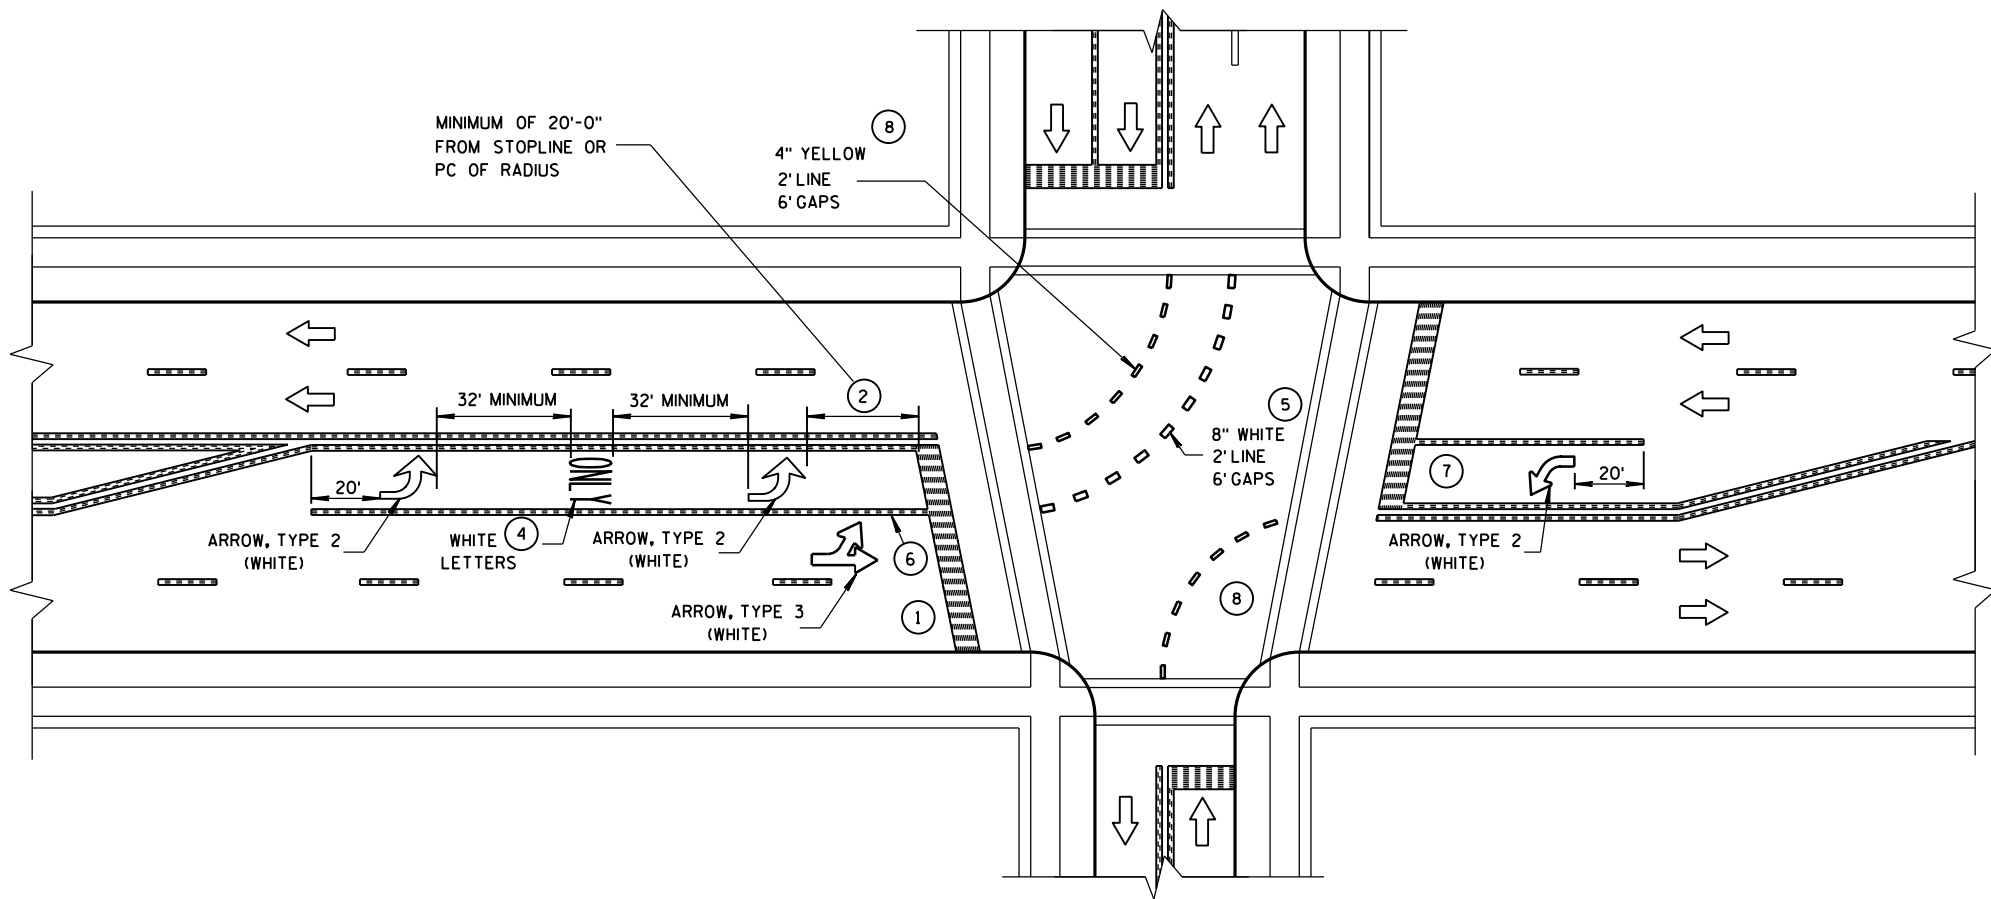 MINIMUM OF 20'-0"
FROM STOPLINE OR
PC OF RADIUS
8
4" YELLOW
2' LINE
6' GAPS
32' MINIMUM
32' MINIMUM
2
5
8" WHITE
2' LINE
6' GAPS
7
20'
20'
ONLY
ARROW, TYPE 2
(WHITE)
WHITE
LETTERS
4
ARROW, TYPE 2
(WHITE)
6
ARROW, TYPE 2
(WHITE)
ARROW, TYPE 3
(WHITE)
1
8